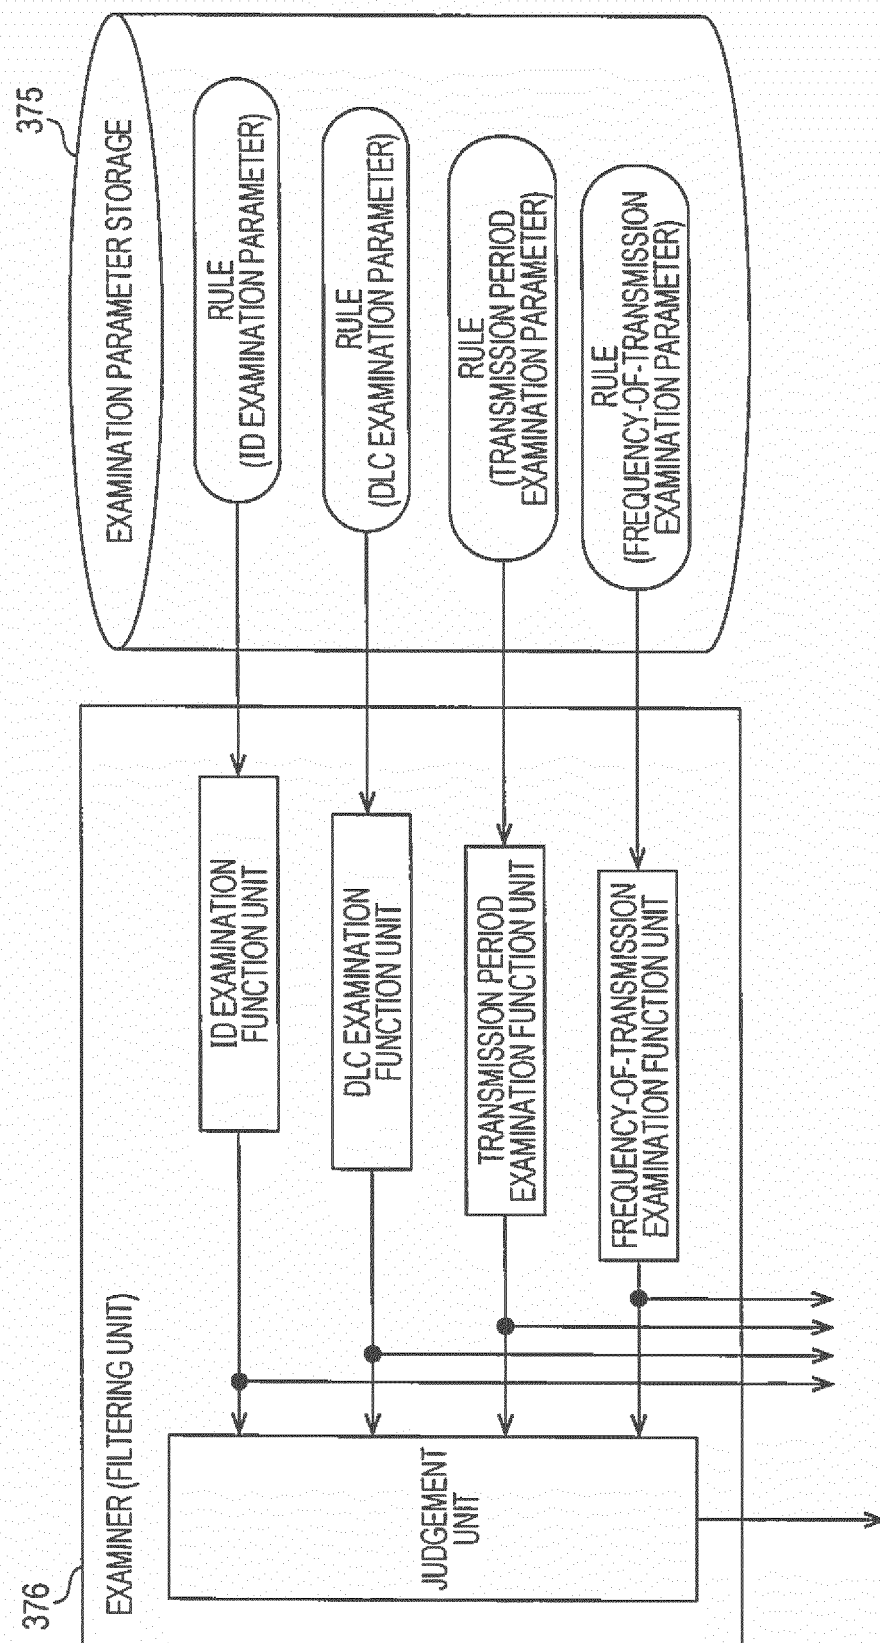 375
EXAMINATION PARAMETER STORAGE
RULE
(ID EXAMINATION PARAMETER)
RULE
(DLC EXAMINATION PARAMETER)
RULE
(TRANSMISSION PERIOD
EXAMINATION PARAMETER)
RULE
(FREQUENCY-OF-TRANSMISSION
EXAMINATION PARAMETER)
376
EXAMINER (FILTERING UNIT)
ID EXAMINATION
FUNCTION UNIT
DLC EXAMINATION
FUNCTION UNIT
TRANSMISSION PERIOD
EXAMINATION FUNCTION UNIT
FREQUENCY-OF-TRANSMISSION
EXAMINATION FUNCTION UNIT
JUDGEMENT
UNIT